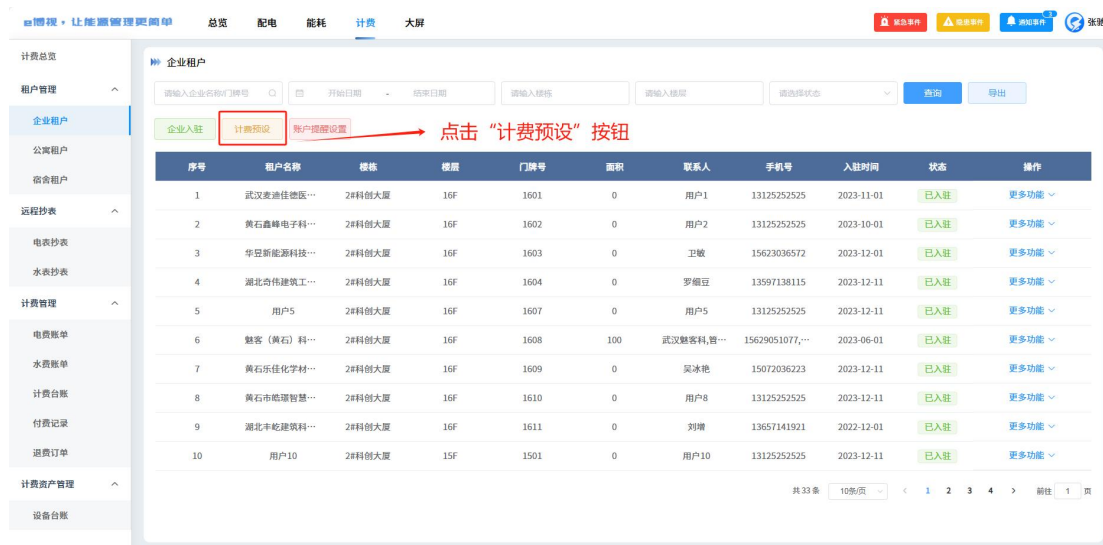 e博视·让能源管理更简单 总览 配电 能耗 计费 大屏 紧急事件 通知事件 3
计费总览
租户管理
企业租户
公寓租户
宿舍租户
远程抄表
电表抄表
水表抄表
计费管理
电费账单
水费账单
计费台账
付费记录
退费订单
计费资产管理
设备台账
企业租户
请输入企业名称/门牌号 开始日期 - 结束日期 请输入楼栋 请输入楼层 请选择状态 查询 导出
企业入驻 计费预设 账户提醒设置 点击“计费预设”按钮
序号 租户名称 楼栋 楼层 门牌号 面积 联系人 手机号 入驻时间 状态 操作
1 武汉麦迪佳德医… 2#科创大厦 16F 1601 0 用户1 13125252525 2023-11-01 已入驻 更多功能
2 黄石鑫峰电子科… 2#科创大厦 16F 1602 0 用户2 13125252525 2023-10-01 已入驻 更多功能
3 华昱新能源科技… 2#科创大厦 16F 1603 0 卫敏 15623036572 2023-12-01 已入驻 更多功能
4 湖北奇伟建筑工… 2#科创大厦 16F 1604 0 罗细豆 13597138115 2023-12-11 已入驻 更多功能
5 用户5 2#科创大厦 16F 1607 0 用户5 13125252525 2023-12-11 已入驻 更多功能
6 魅客（黄石）科… 2#科创大厦 16F 1608 100 武汉魅客科,管… 15629051077,… 2023-06-01 已入驻 更多功能
7 黄石乐佳化学材… 2#科创大厦 16F 1609 0 吴冰艳 15072036223 2023-12-11 已入驻 更多功能
8 黄石市皓璟智慧… 2#科创大厦 16F 1610 0 用户8 13125252525 2023-12-11 已入驻 更多功能
9 湖北丰屹建筑科… 2#科创大厦 16F 1611 0 刘增 13657141921 2022-12-01 已入驻 更多功能
10 用户10 2#科创大厦 15F 1501 0 用户10 13125252525 2023-12-11 已入驻 更多功能
共 33 条 10条/页 < 1 2 3 4 > 前往 1 页